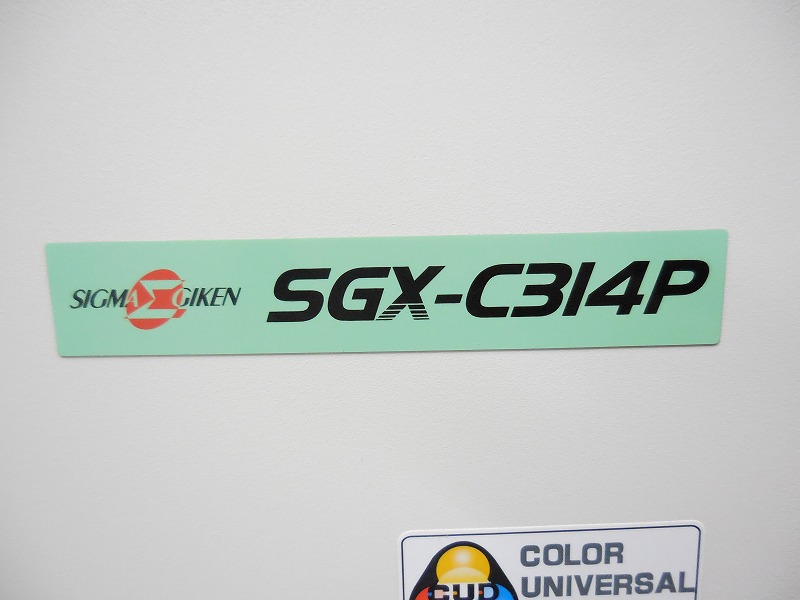 SIGMA Σ GIKEN SGX-C314P
COLOR
CUD UNIVERSAL